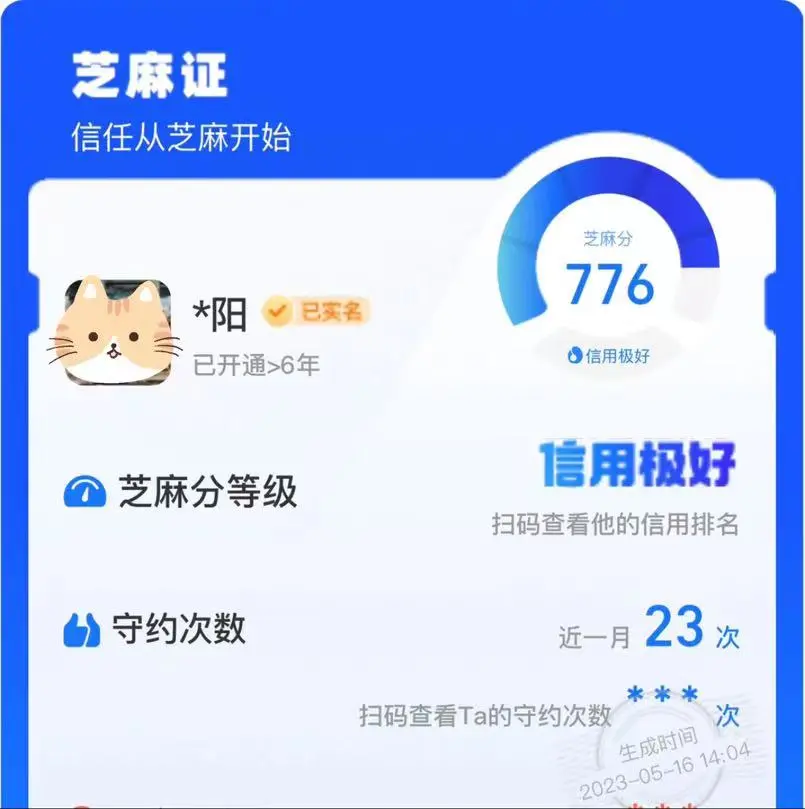 芝麻证
信任从芝麻开始
芝麻分
776
信用极好
*阳 已实名
已开通>6年
芝麻分等级
信用极好
扫码查看他的信用排名
守约次数
近一月 23 次
扫码查看Ta的守约次数 *** 次
生成时间
2023-05-16 14:04
***